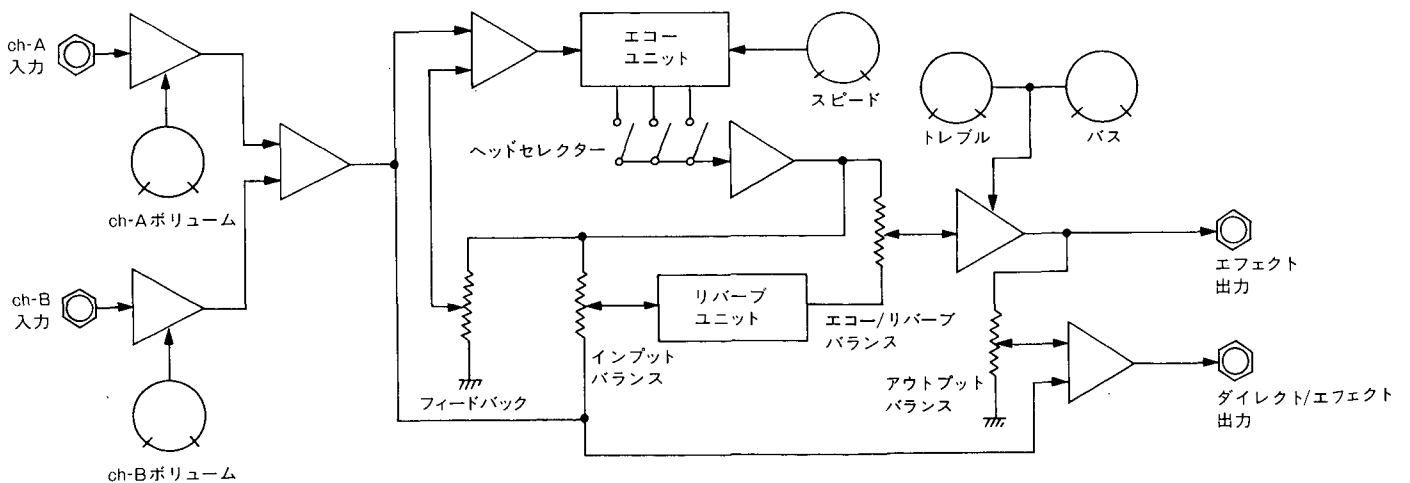 ch-A
入力
ch-Aボリューム
ch-B
入力
ch-Bボリューム
エコー
ユニット
スピード
ヘッドセレクター
トレブル
バス
リバーブ
ユニット
エコー/リバーブ
バランス
インプット
バランス
フィードバック
アウトプット
バランス
エフェクト
出力
ダイレクト/エフェクト
出力